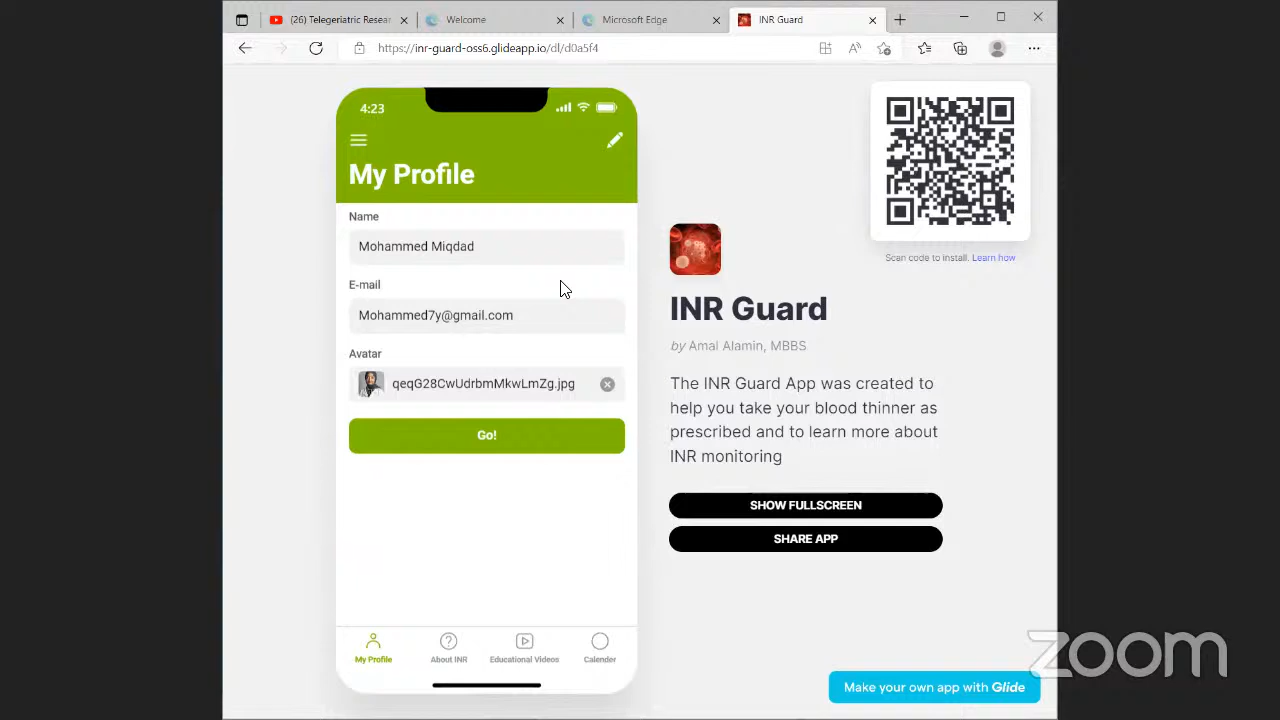 (26) Telegeriatric Resear
Welcome
Microsoft Edge
INR Guard
https://inr-guard-oss6.glideapp.io/dl/d0a5f4
4:23
My Profile
Name
Mohammed Miqdad
E-mail
Mohammed7y@gmail.com
Avatar
qeqG28CwUdrbmMkwLmZg.jpg
Go!
My Profile
About INR
Educational Videos
Calender
Scan code to install. Learn how
INR Guard
by Amal Alamin, MBBS
The INR Guard App was created to
help you take your blood thinner as
prescribed and to learn more about
INR monitoring
SHOW FULLSCREEN
SHARE APP
Make your own app with Glide
zoom